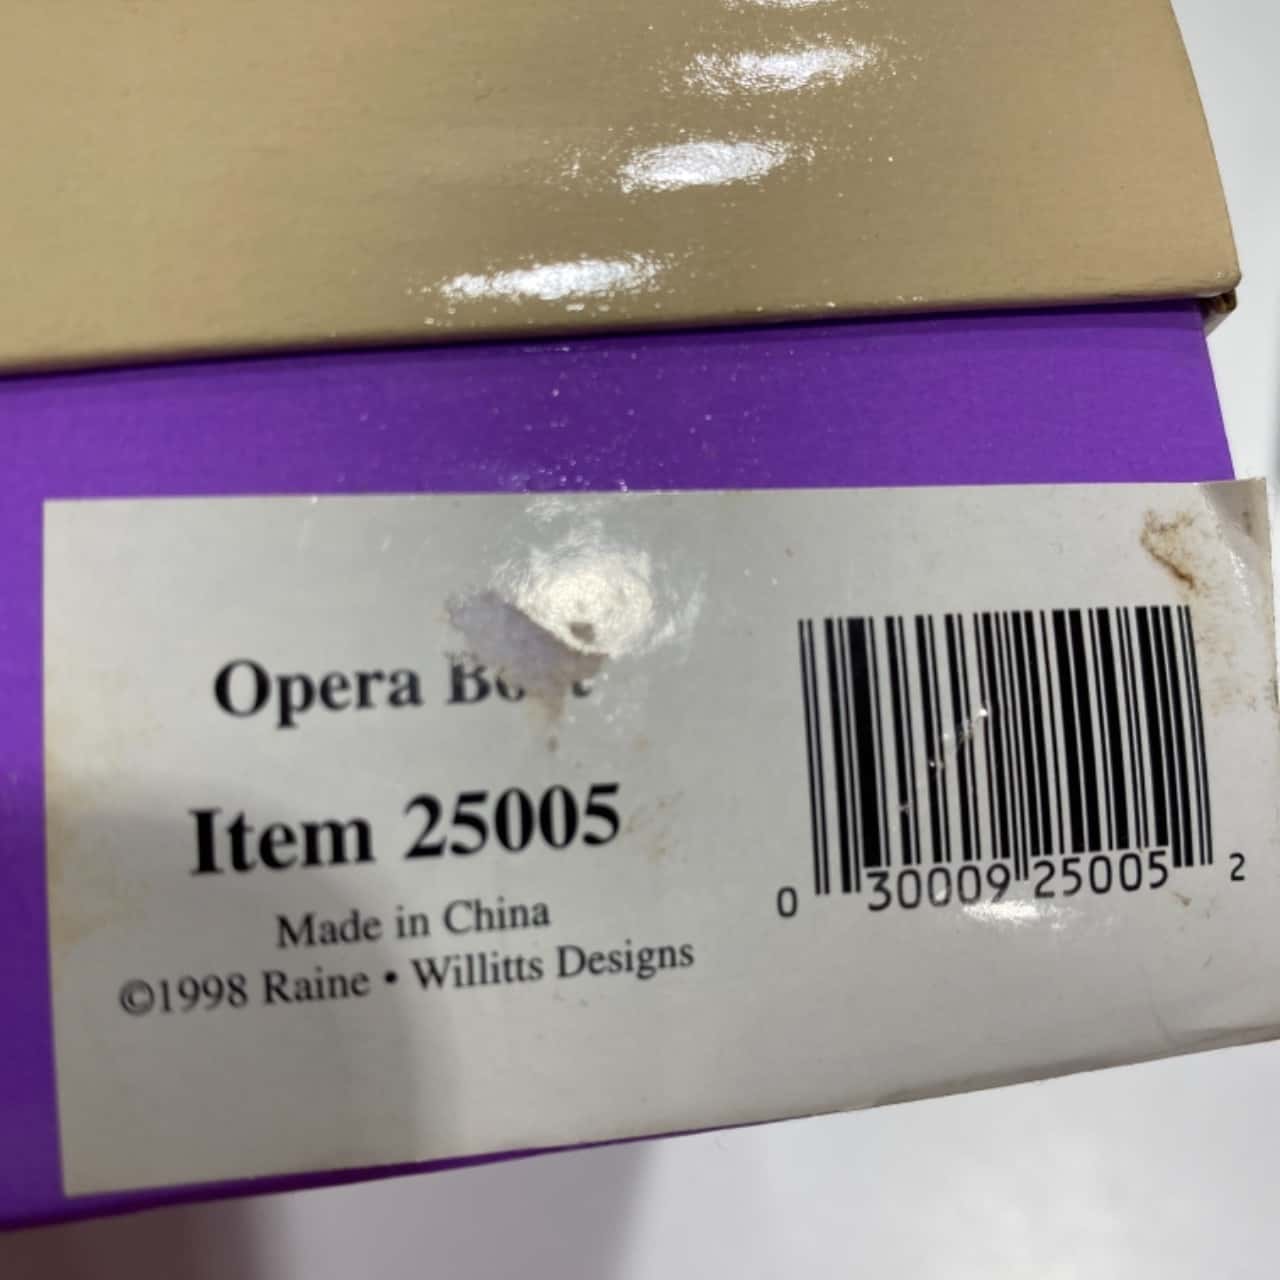 Opera
Item 25005
Made in China
©1998 Raine • Willitts Designs
0 30009 25005 2